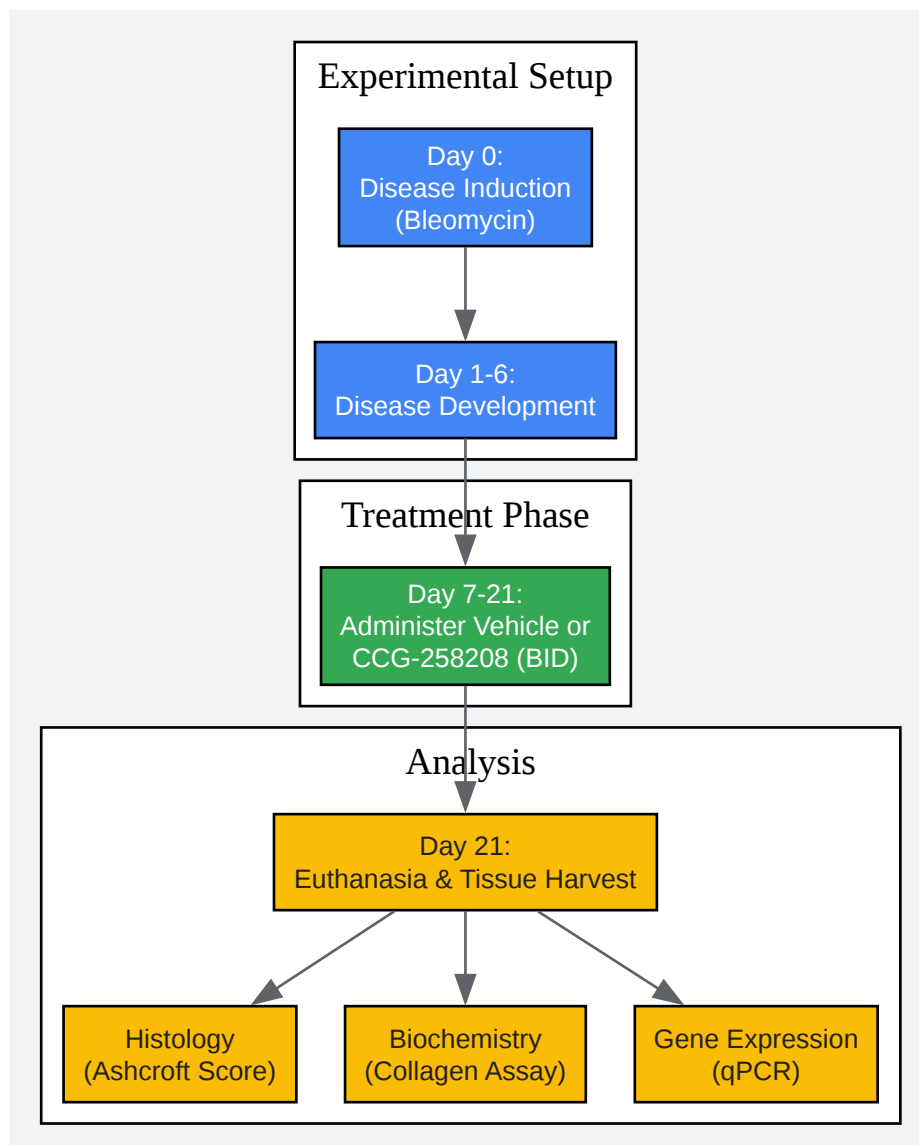 Experimental Setup
Day 0:
Disease Induction
(Bleomycin)
Day 1-6:
Disease Development
Treatment Phase
Day 7-21:
Administer Vehicle or
CCG-258208 (BID)
Analysis
Day 21:
Euthanasia & Tissue Harvest
Histology
(Ashcroft Score)
Biochemistry
(Collagen Assay)
Gene Expression
(qPCR)